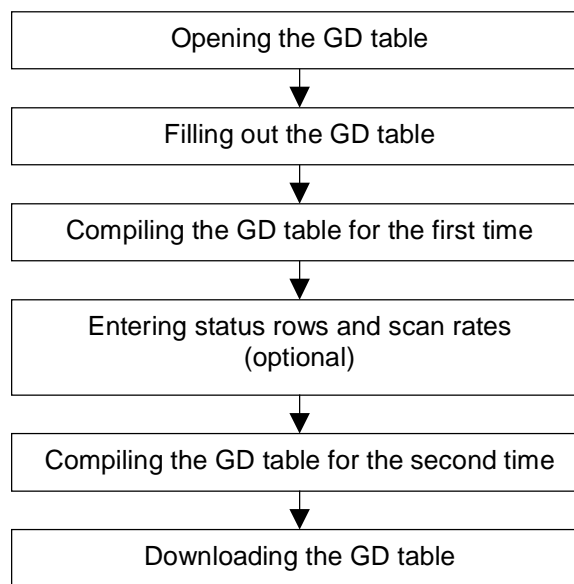 Opening the GD table
Filling out the GD table
Compiling the GD table for the first time
Entering status rows and scan rates
(optional)
Compiling the GD table for the second time
Downloading the GD table